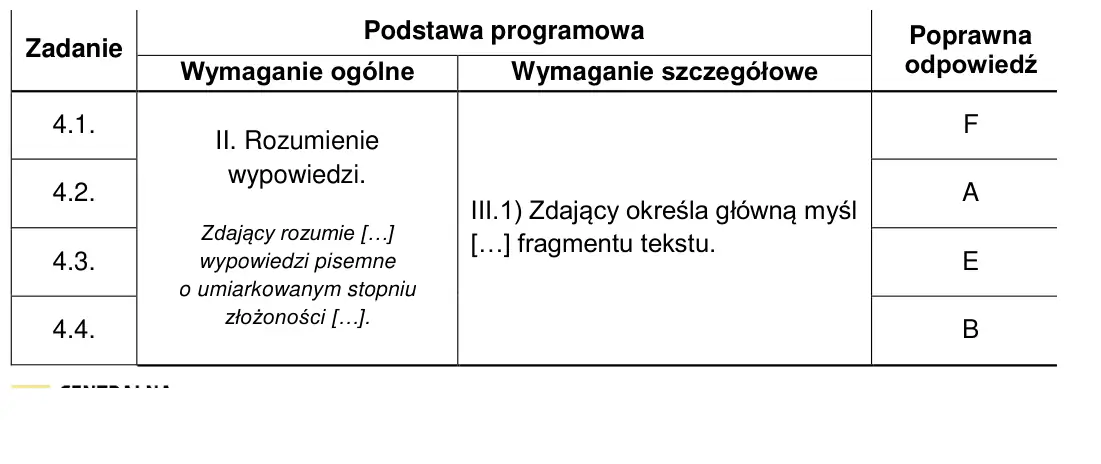 Zadanie
Podstawa programowa
Poprawna
odpowiedź
Wymaganie ogólne
Wymaganie szczegółowe
4.1.
II. Rozumienie
wypowiedzi.
Zdający rozumie […]
wypowiedzi pisemne
o umiarkowanym stopniu
złożoności […].
III.1) Zdający określa główną myśl
[…] fragmentu tekstu.
F
4.2.
A
4.3.
E
4.4.
B